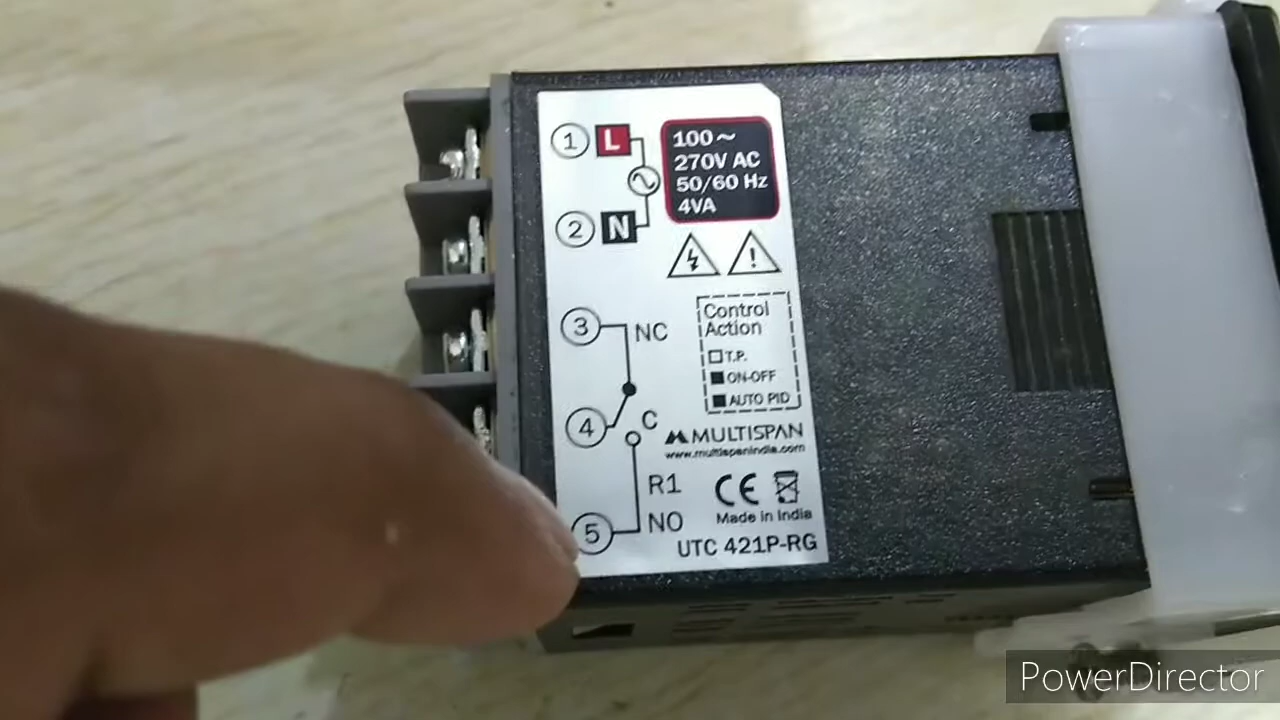 1 L
100~
270V AC
50/60 Hz
4VA
2 N
3 NC
Control
Action
T.P.
ON-OFF
AUTO PID
4 C
MULTISPAN
www.multispanindia.com
R1
CE
Made in India
5 NO
UTC 421P-RG
PowerDirector